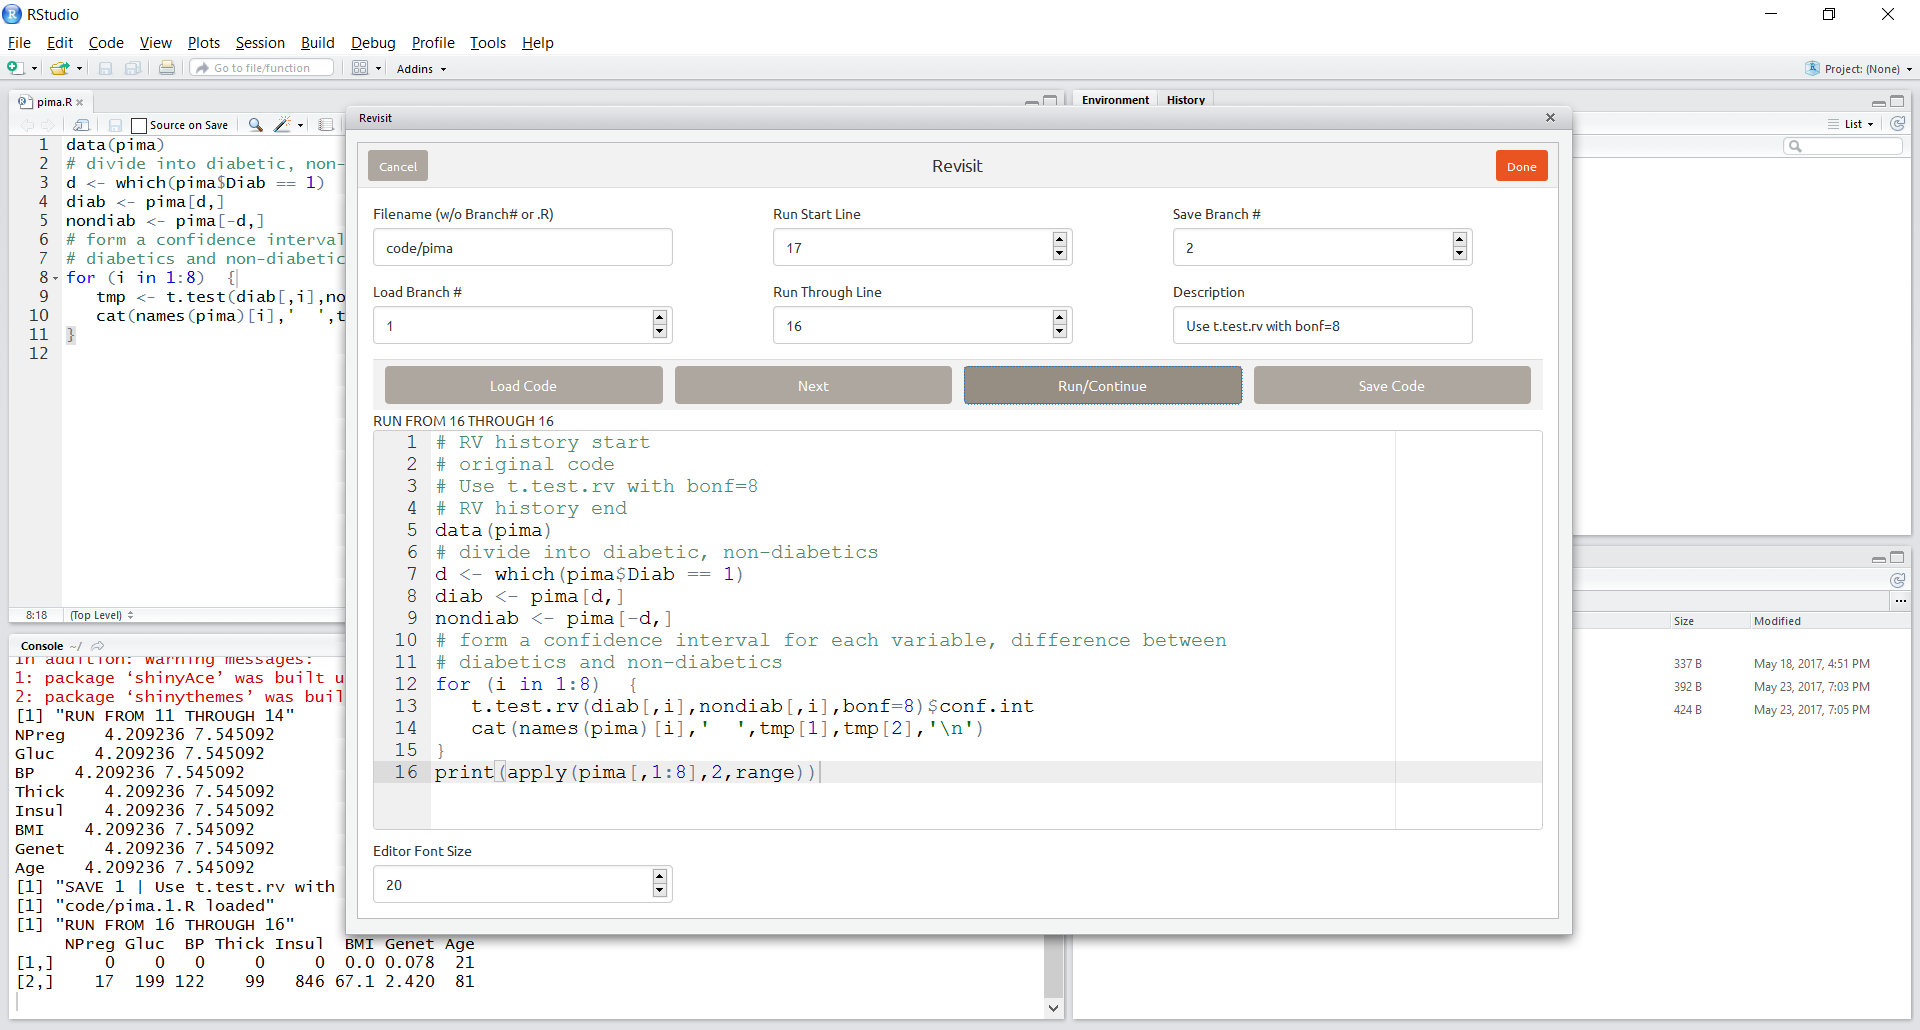 RStudio
File Edit Code View Plots Session Build Debug Profile Tools Help
Go to file/function Addins Project: (None)
pima.R
Source on Save
1 data(pima)
2 # divide into diabetic, non-
3 d <- which(pima$Diab == 1)
4 diab <- pima[d,]
5 nondiab <- pima[-d,]
6 # form a confidence interval
7 # diabetics and non-diabetic
8 for (i in 1:8) {
9 tmp <- t.test(diab[,i],no
10 cat(names(pima)[i],' ',t
11 }
12
8:18 (Top Level)
Console ~/
In addition: Warning messages:
1: package ‘shinyAce’ was built u
2: package ‘shinythemes’ was buil
[1] "RUN FROM 11 THROUGH 14"
NPreg 4.209236 7.545092
Gluc 4.209236 7.545092
BP 4.209236 7.545092
Thick 4.209236 7.545092
Insul 4.209236 7.545092
BMI 4.209236 7.545092
Genet 4.209236 7.545092
Age 4.209236 7.545092
[1] "SAVE 1 | Use t.test.rv with
[1] "code/pima.1.R loaded"
[1] "RUN FROM 16 THROUGH 16"
NPreg Gluc BP Thick Insul BMI Genet Age
[1,] 0 0 0 0 0 0.0 0.078 21
[2,] 17 199 122 99 846 67.1 2.420 81
Revisit
Cancel Revisit Done
Filename (w/o Branch# or .R) Run Start Line Save Branch #
code/pima 17 2
Load Branch # Run Through Line Description
1 16 Use t.test.rv with bonf=8
Load Code Next Run/Continue Save Code
RUN FROM 16 THROUGH 16
1 # RV history start
2 # original code
3 # Use t.test.rv with bonf=8
4 # RV history end
5 data(pima)
6 # divide into diabetic, non-diabetics
7 d <- which(pima$Diab == 1)
8 diab <- pima[d,]
9 nondiab <- pima[-d,]
10 # form a confidence interval for each variable, difference between
11 # diabetics and non-diabetics
12 for (i in 1:8) {
13 t.test.rv(diab[,i],nondiab[,i],bonf=8)$conf.int
14 cat(names(pima)[i],' ',tmp[1],tmp[2],'\n')
15 }
16 print(apply(pima[,1:8],2,range))
Editor Font Size
20
Environment History
List
Size Modified
337 B May 18, 2017, 4:51 PM
392 B May 23, 2017, 7:03 PM
424 B May 23, 2017, 7:05 PM